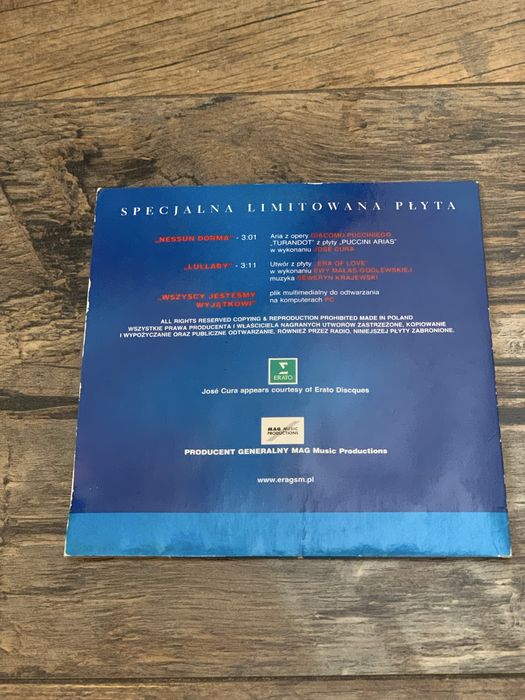 SPECJALNA LIMITOWANA PŁYTA
„NESSUN DORMA" - 3:01 Aria z opery GIACOMO PUCCINIEGO
„TURANDOT" z płyty „PUCCINI ARIAS"
w wykonaniu JOSÉ CURA
„LULLABY" - 3:11 Utwór z płyty „ERA OF LOVE"
w wykonaniu EWY MAŁAS GODLEWSKIEJ
muzyka SEWERYN KRAJEWSKI
„WSZYSCY JESTEŚMY plik multimedialny do odtwarzania
WYJĄTKOWI" na komputerach PC
ALL RIGHTS RESERVED COPYING & REPRODUCTION PROHIBITED MADE IN POLAND
WSZYSTKIE PRAWA PRODUCENTA I WŁAŚCICIELA NAGRANYCH UTWORÓW ZASTRZEŻONE, KOPIOWANIE
I WYPOŻYCZANIE ORAZ PUBLICZNE ODTWARZANIE, RÓWNIEŻ PRZEZ RADIO, NINIEJSZEJ PŁYTY ZABRONIONE.
ERATO
José Cura appears courtesy of Erato Disques
MAG MUSIC
PRODUCTIONS
PRODUCENT GENERALNY MAG Music Productions
www.eragsm.pl